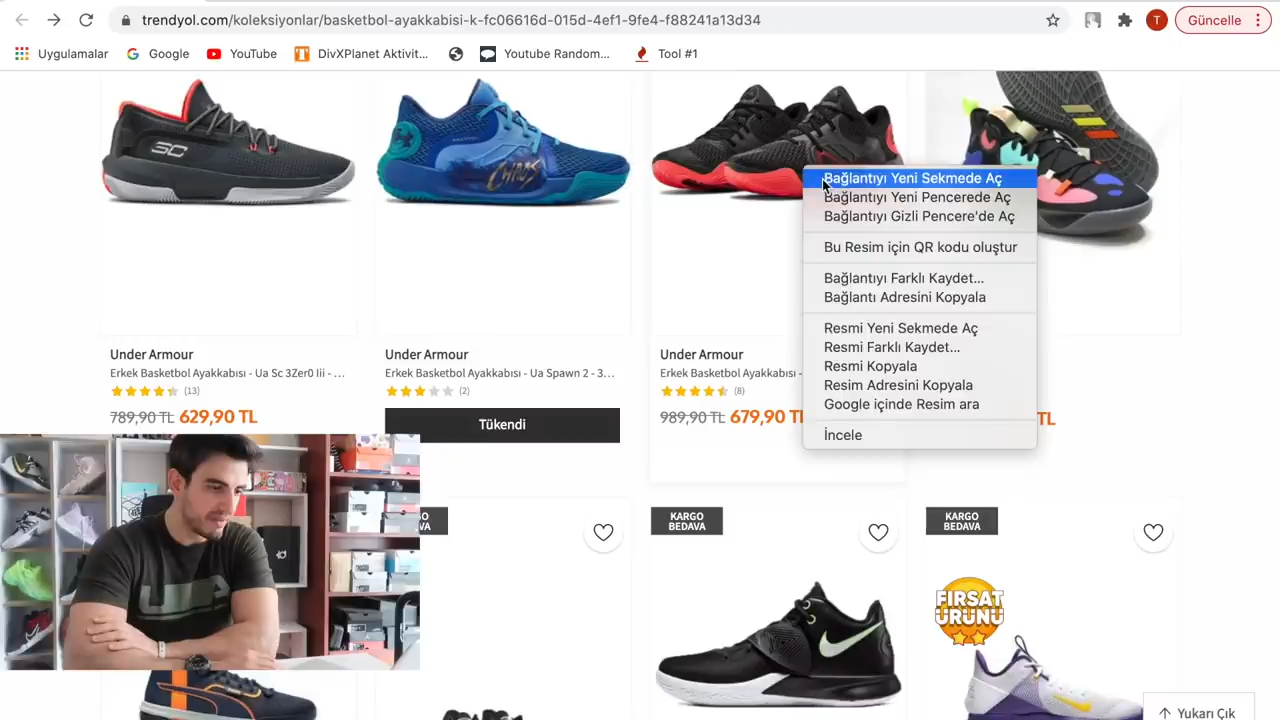 trendyol.com/koleksiyonlar/basketbol-ayakkabisi-k-fc06616d-015d-4ef1-9fe4-f88241a13d34
T
Güncelle
Uygulamalar
Google
YouTube
DivXPlanet Aktivit...
Youtube Random...
Tool #1
SC
CHAOS
Bağlantıyı Yeni Sekmede Aç
Bağlantıyı Yeni Pencerede Aç
Bağlantıyı Gizli Pencere'de Aç
Bu Resim için QR kodu oluştur
Bağlantıyı Farklı Kaydet...
Bağlantı Adresini Kopyala
Resmi Yeni Sekmede Aç
Resmi Farklı Kaydet...
Resmi Kopyala
Resim Adresini Kopyala
Google içinde Resim ara
İncele
Under Armour
Erkek Basketbol Ayakkabısı - Ua Sc 3Zer0 Iii - ...
(13)
789,90 TL 629,90 TL
Under Armour
Erkek Basketbol Ayakkabısı - Ua Spawn 2 - 3...
(2)
Tükendi
Under Armour
Erkek Basketbol Ayakkabısı -
(8)
989,90 TL 679,90 TL
TL
KARGO
BEDAVA
KARGO
BEDAVA
FIRSAT
ÜRÜNÜ
Yukarı Çık